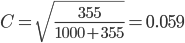 C = √(355 / (1000 + 355)) = 0.059